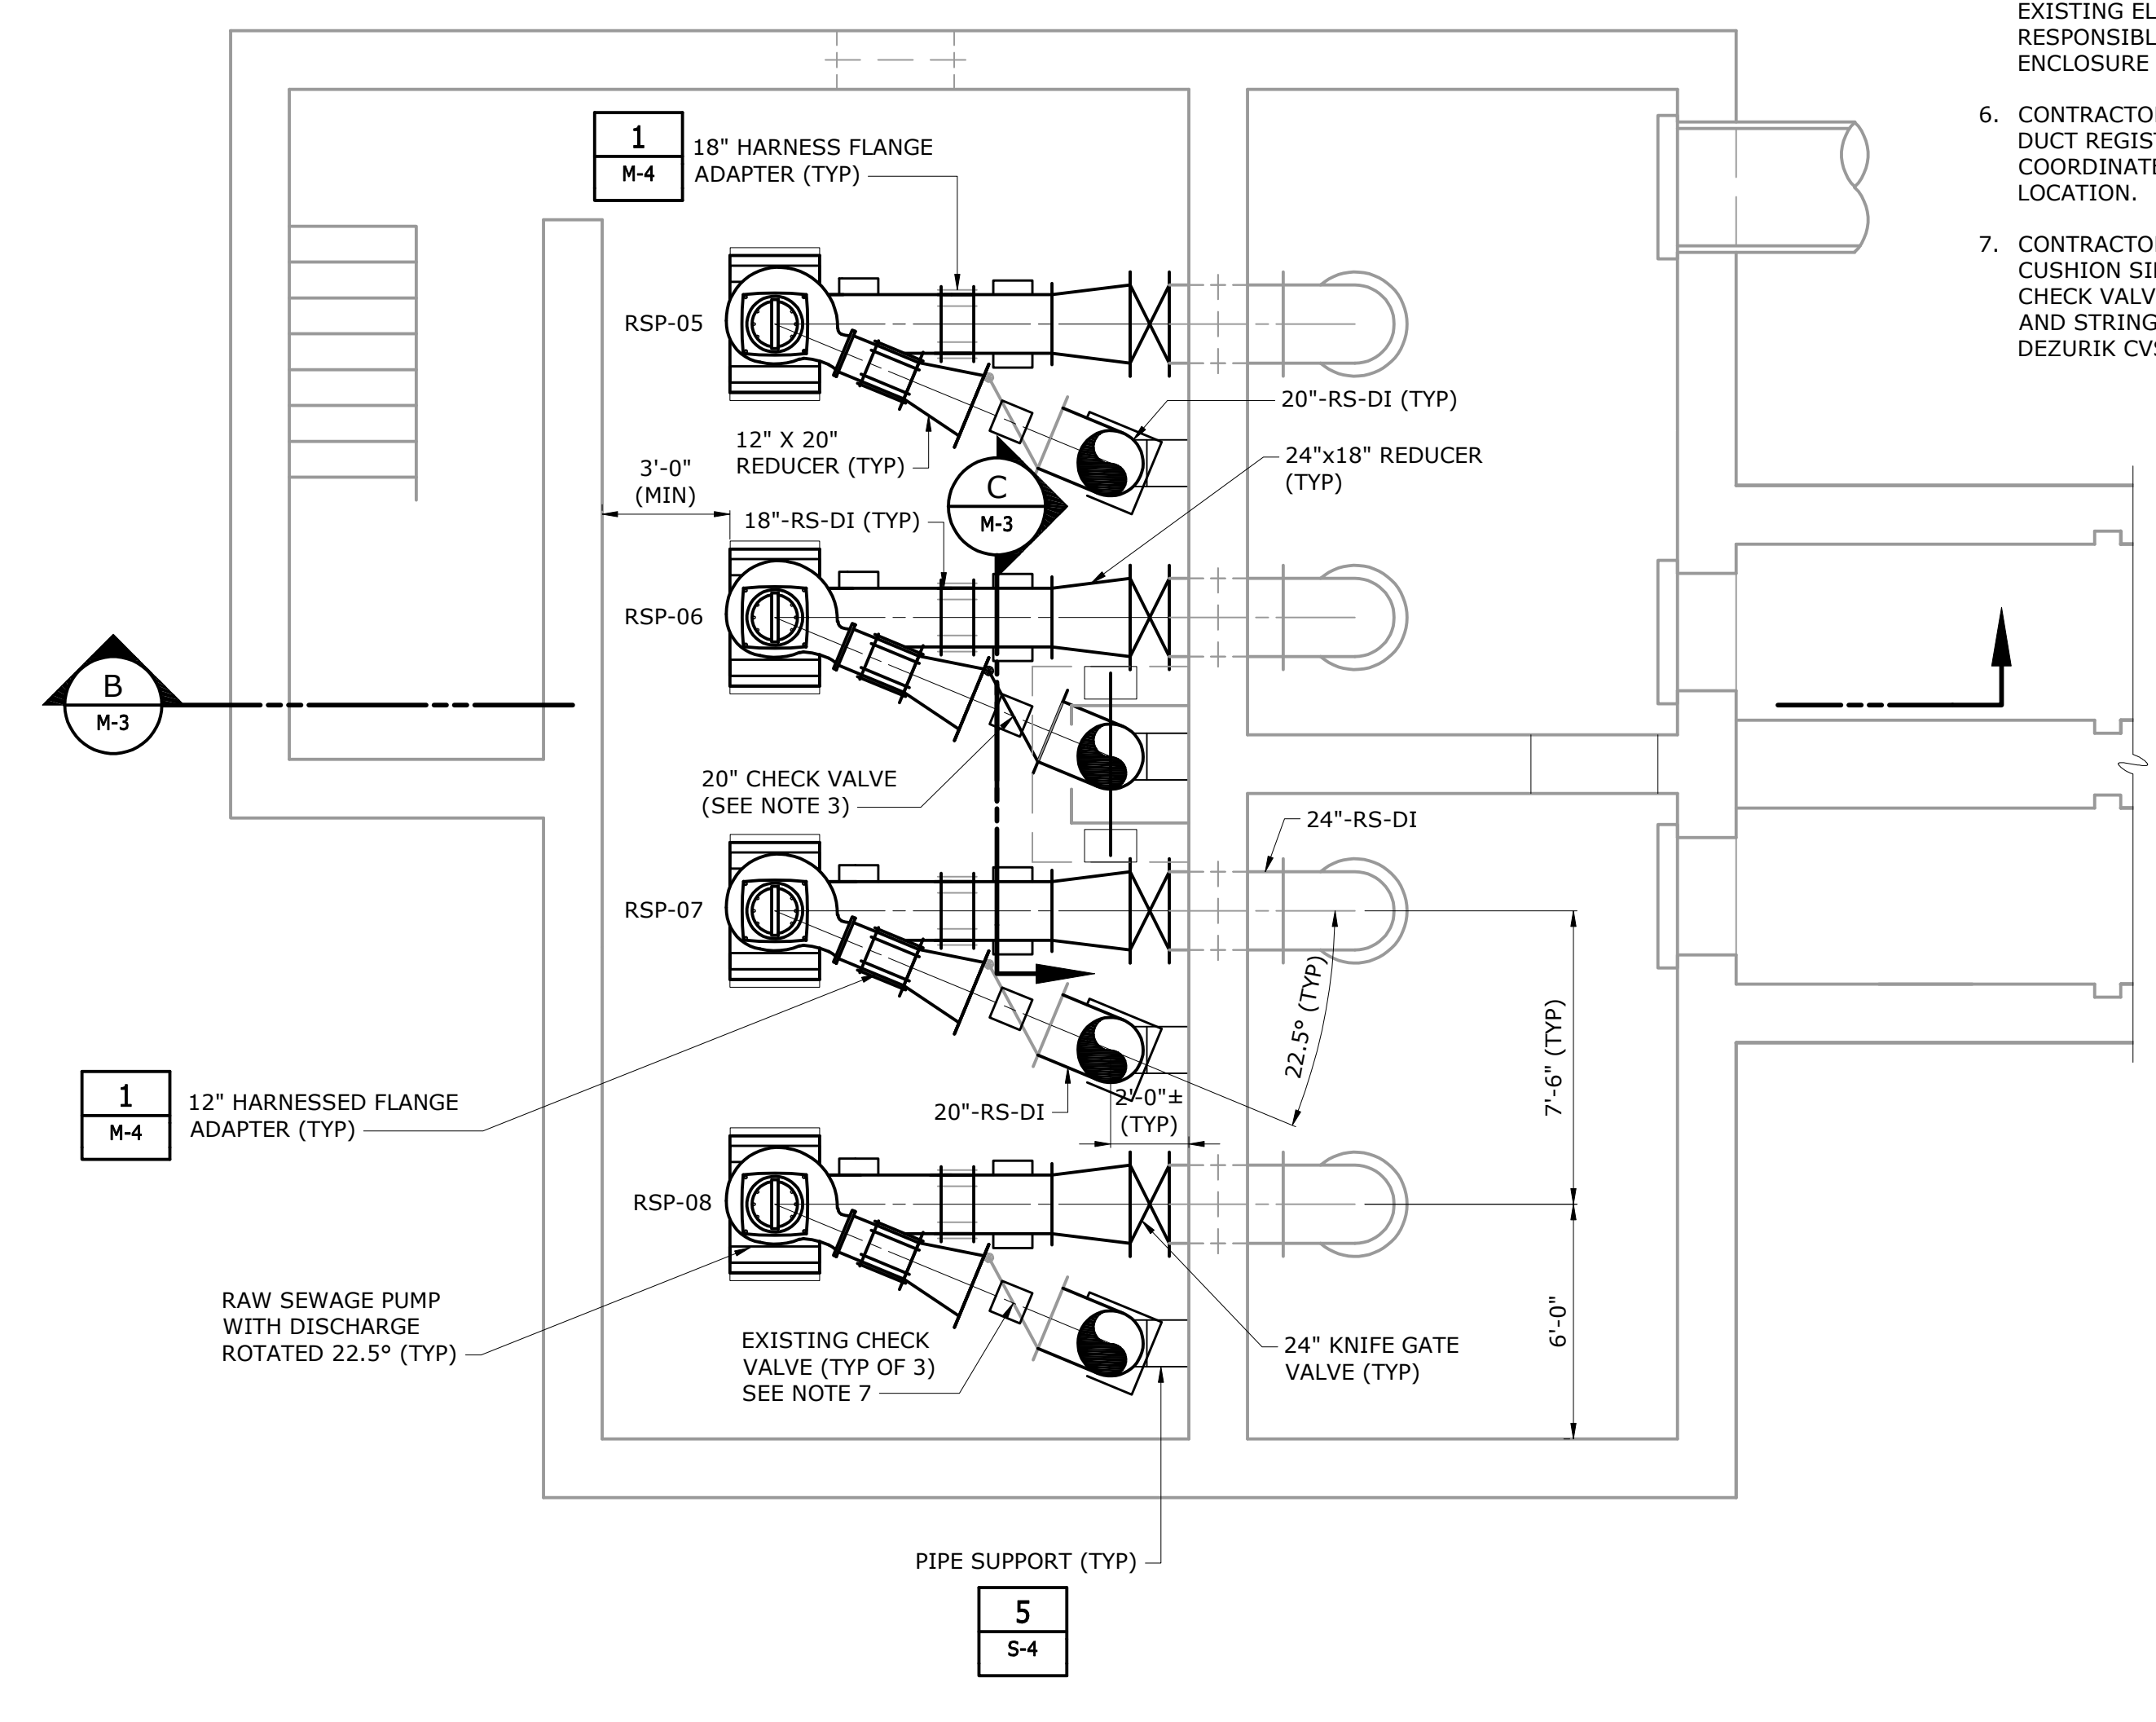 EXISTING EL
RESPONSIBL
ENCLOSURE
6. CONTRACTO
DUCT REGIS
COORDINATE
LOCATION.
7. CONTRACTO
CUSHION SI
CHECK VALV
AND STRING
DEZURIK CV
1
M-4
18" HARNESS FLANGE
ADAPTER (TYP)
RSP-05
12" X 20"
REDUCER (TYP)
20"-RS-DI (TYP)
24"x18" REDUCER
(TYP)
3'-0"
(MIN)
18"-RS-DI (TYP)
C
M-3
RSP-06
B
M-3
20" CHECK VALVE
(SEE NOTE 3)
24"-RS-DI
RSP-07
22.5° (TYP)
7'-6" (TYP)
1
M-4
12" HARNESSED FLANGE
ADAPTER (TYP)
20"-RS-DI
2'-0"±
(TYP)
RSP-08
RAW SEWAGE PUMP
WITH DISCHARGE
ROTATED 22.5° (TYP)
EXISTING CHECK
VALVE (TYP OF 3)
SEE NOTE 7
24" KNIFE GATE
VALVE (TYP)
6'-0"
PIPE SUPPORT (TYP)
5
S-4